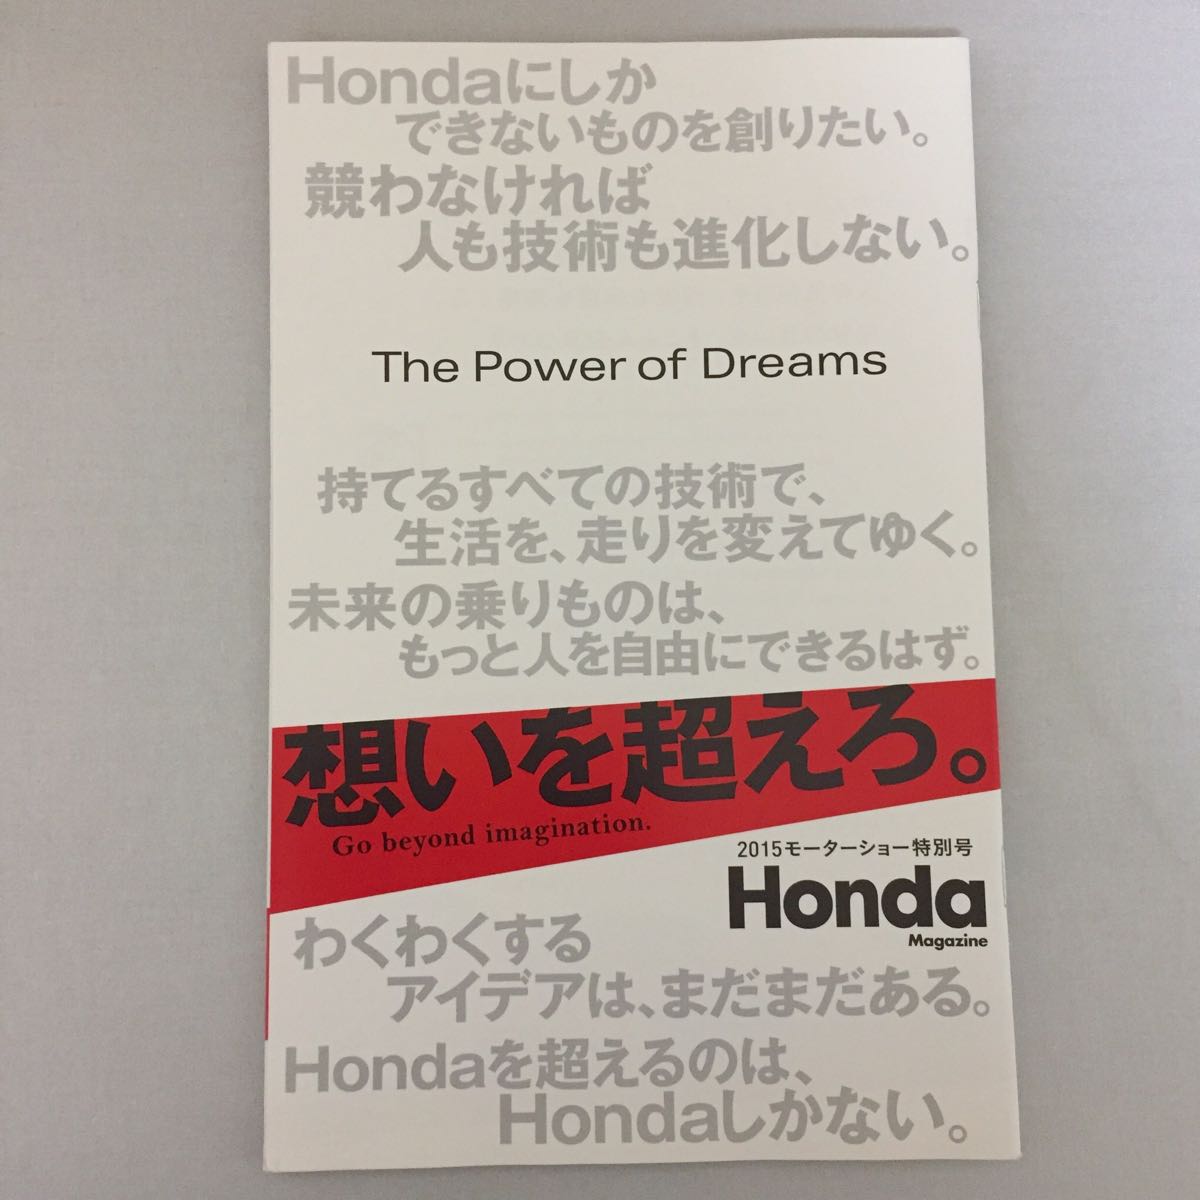 Hondaにしか
できないものを創りたい。
競わなければ
人も技術も進化しない。
The Power of Dreams
持てるすべての技術で、
生活を、走りを変えてゆく。
未来の乗りものは、
もっと人を自由にできるはず。
想いを超えろ。
Go beyond imagination.
2015モーターショー特別号
Honda
Magazine
わくわくする
アイデアは、まだまだある。
Hondaを超えるのは、
Hondaしかない。